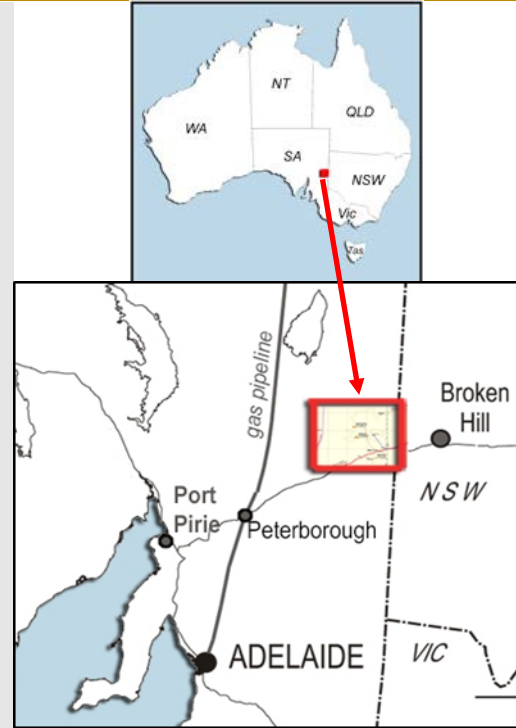 NT
QLD
WA
SA
NSW
Vic
Tas
gas pipeline
Broken
Hill
NSW
Port
Pirie
Peterborough
ADELAIDE
VIC